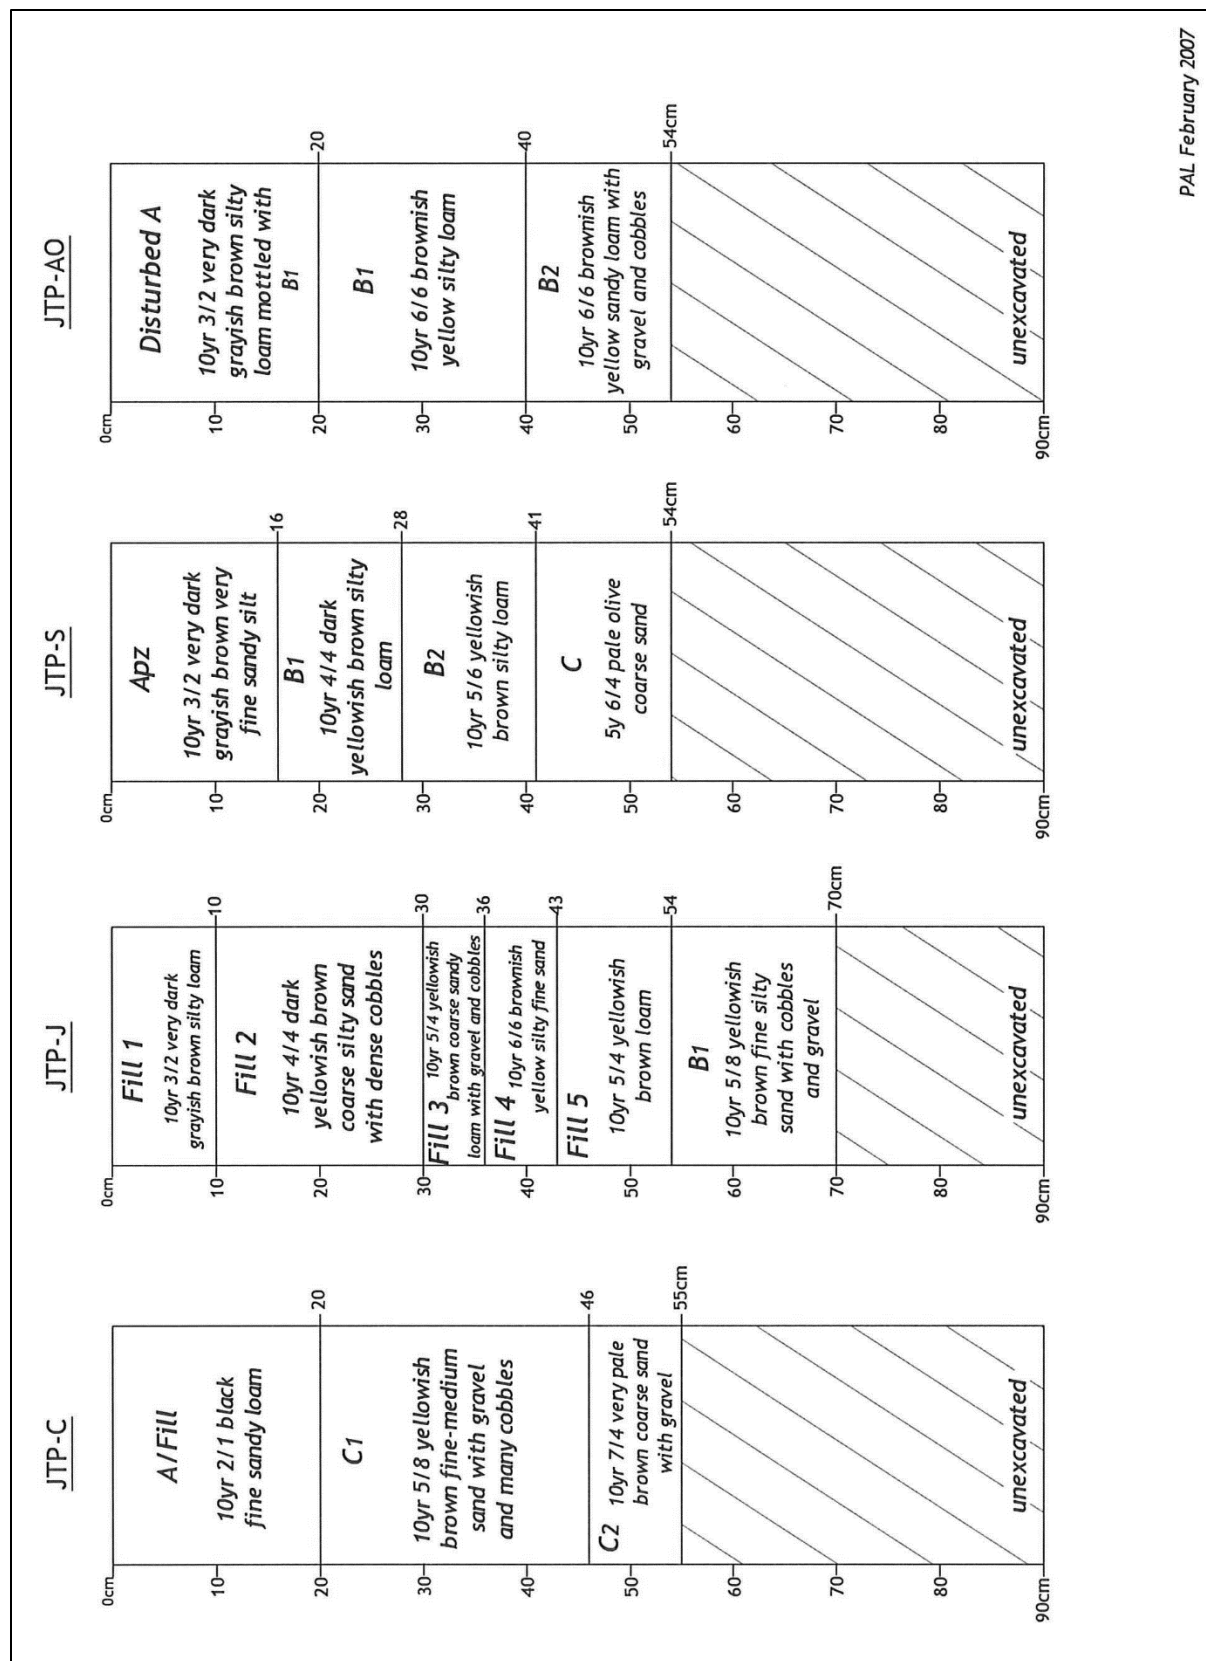 JTP-C
0cm
10
20
30
40
50
60
70
80
90cm
A/Fill
10yr 2/1 black
fine sandy loam
20
C1
10yr 5/8 yellowish
brown fine-medium
sand with gravel
and many cobbles
46
C2
10yr 7/4 very pale
brown coarse sand
with gravel
55cm
unexcavated
JTP-J
0cm
10
20
30
40
50
60
70
80
90cm
Fill 1
10yr 3/2 very dark
grayish brown silty loam
10
Fill 2
10yr 4/4 dark
yellowish brown
coarse silty sand
with dense cobbles
30
Fill 3
10yr 5/4 yellowish
brown coarse sandy
loam with gravel and cobbles
36
Fill 4
10yr 6/6 brownish
yellow silty fine sand
43
Fill 5
10yr 5/4 yellowish
brown loam
54
B1
10yr 5/8 yellowish
brown fine silty
sand with cobbles
and gravel
70cm
unexcavated
JTP-S
0cm
10
20
30
40
50
60
70
80
90cm
Apz
10yr 3/2 very dark
grayish brown very
fine sandy silt
16
B1
10yr 4/4 dark
yellowish brown silty
loam
28
B2
10yr 5/6 yellowish
brown silty loam
41
C
5y 6/4 pale olive
coarse sand
54cm
unexcavated
JTP-AO
0cm
10
20
30
40
50
60
70
80
90cm
Disturbed A
10yr 3/2 very dark
grayish brown silty
loam mottled with
B1
20
B1
10yr 6/6 brownish
yellow silty loam
40
B2
10yr 6/6 brownish
yellow sandy loam with
gravel and cobbles
54cm
unexcavated
PAL February 2007